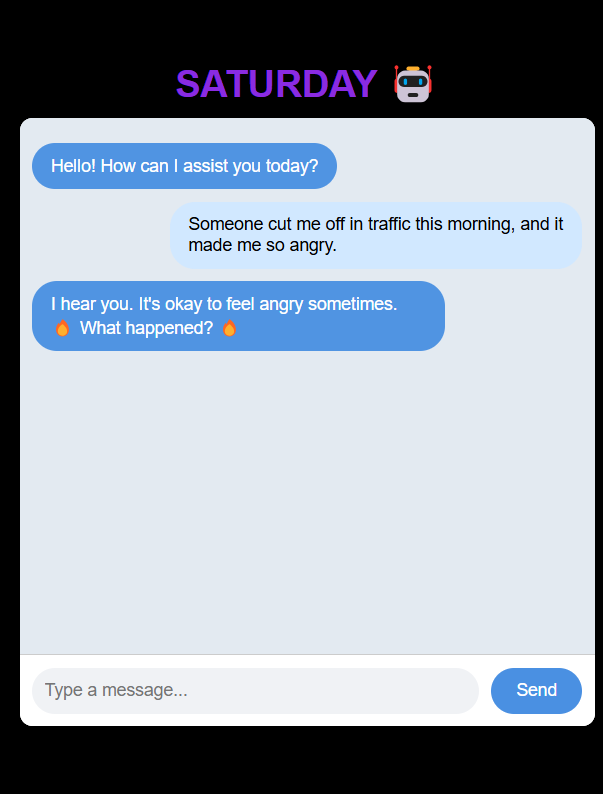 SATURDAY 🤖
Hello! How can I assist you today?
Someone cut me off in traffic this morning, and it
made me so angry.
I hear you. It's okay to feel angry sometimes.
🔥 What happened? 🔥
Type a message...
Send